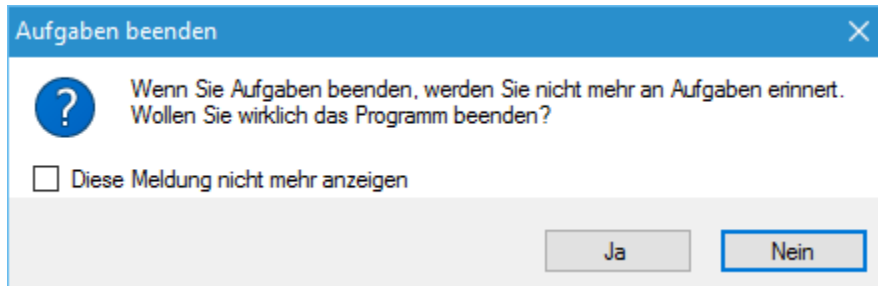 Aufgaben beenden
Wenn Sie Aufgaben beenden, werden Sie nicht mehr an Aufgaben erinnert.
Wollen Sie wirklich das Programm beenden?
Diese Meldung nicht mehr anzeigen
Ja
Nein